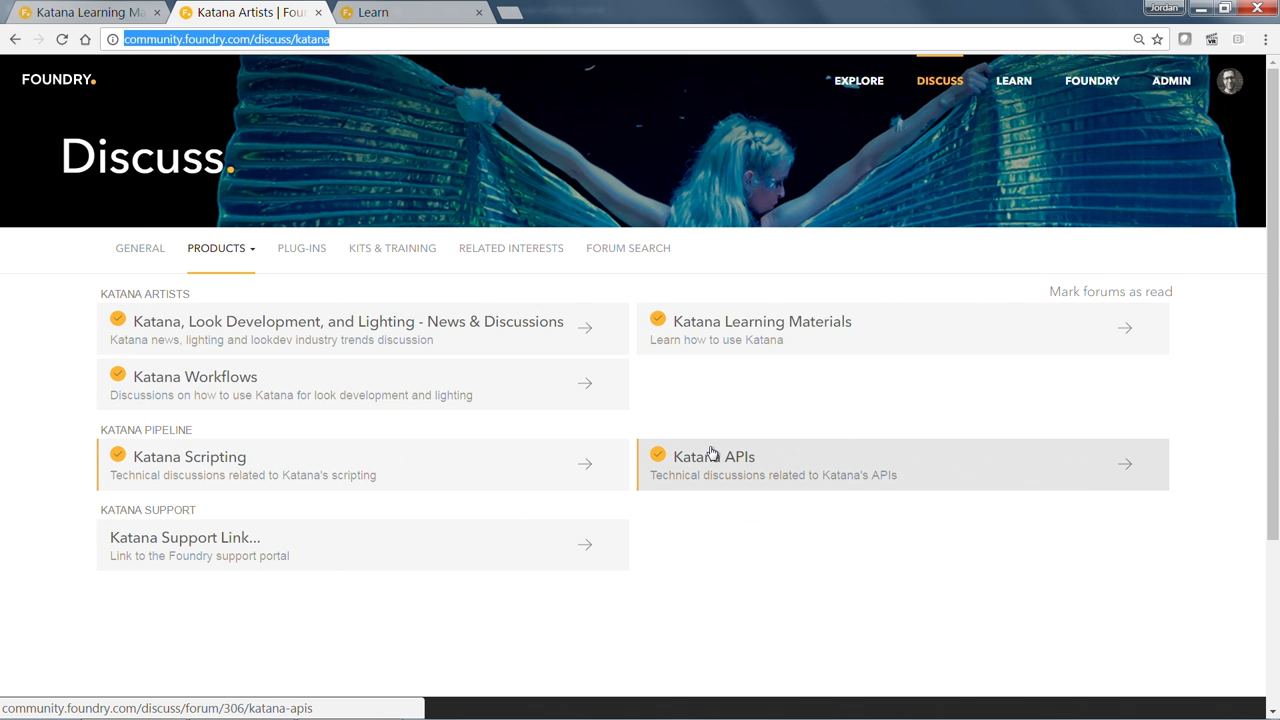 Katana Learning Ma
Katana Artists | Fou
Learn
Jordan
community.foundry.com/discuss/katana
FOUNDRY.
EXPLORE
DISCUSS
LEARN
FOUNDRY
ADMIN
Discuss.
GENERAL
PRODUCTS
PLUG-INS
KITS & TRAINING
RELATED INTERESTS
FORUM SEARCH
KATANA ARTISTS
Mark forums as read
Katana, Look Development, and Lighting - News & Discussions
Katana news, lighting and lookdev industry trends discussion
Katana Learning Materials
Learn how to use Katana
Katana Workflows
Discussions on how to use Katana for look development and lighting
KATANA PIPELINE
Katana Scripting
Technical discussions related to Katana's scripting
Katana APIs
Technical discussions related to Katana's APIs
KATANA SUPPORT
Katana Support Link...
Link to the Foundry support portal
community.foundry.com/discuss/forum/306/katana-apis